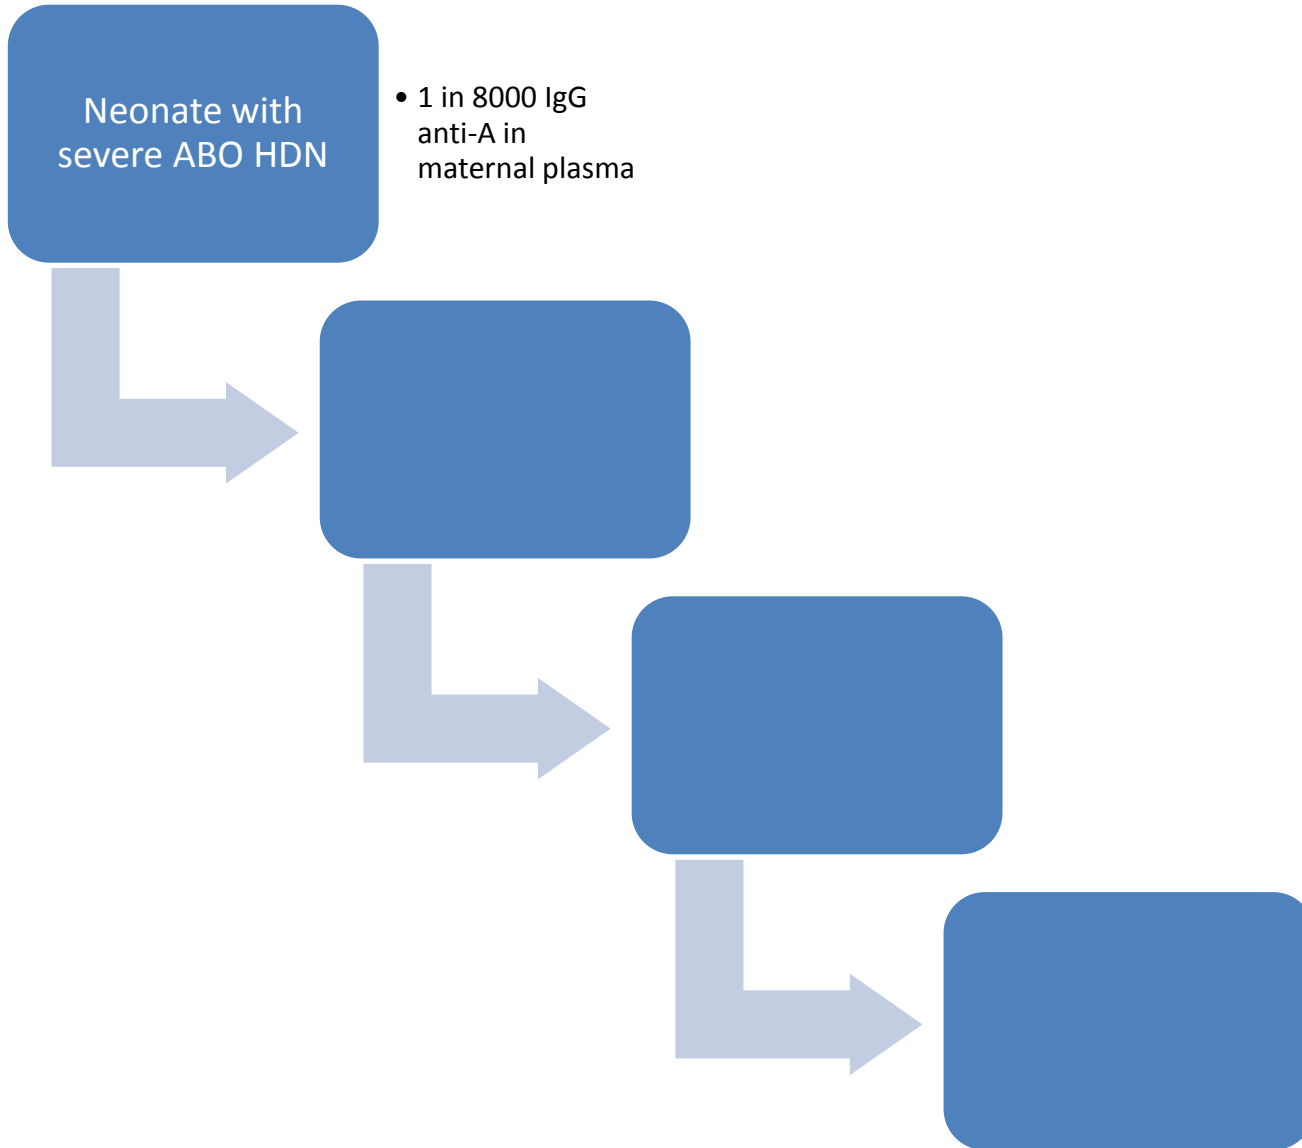 Neonate with
severe ABO HDN
• 1 in 8000 IgG
anti-A in
maternal plasma